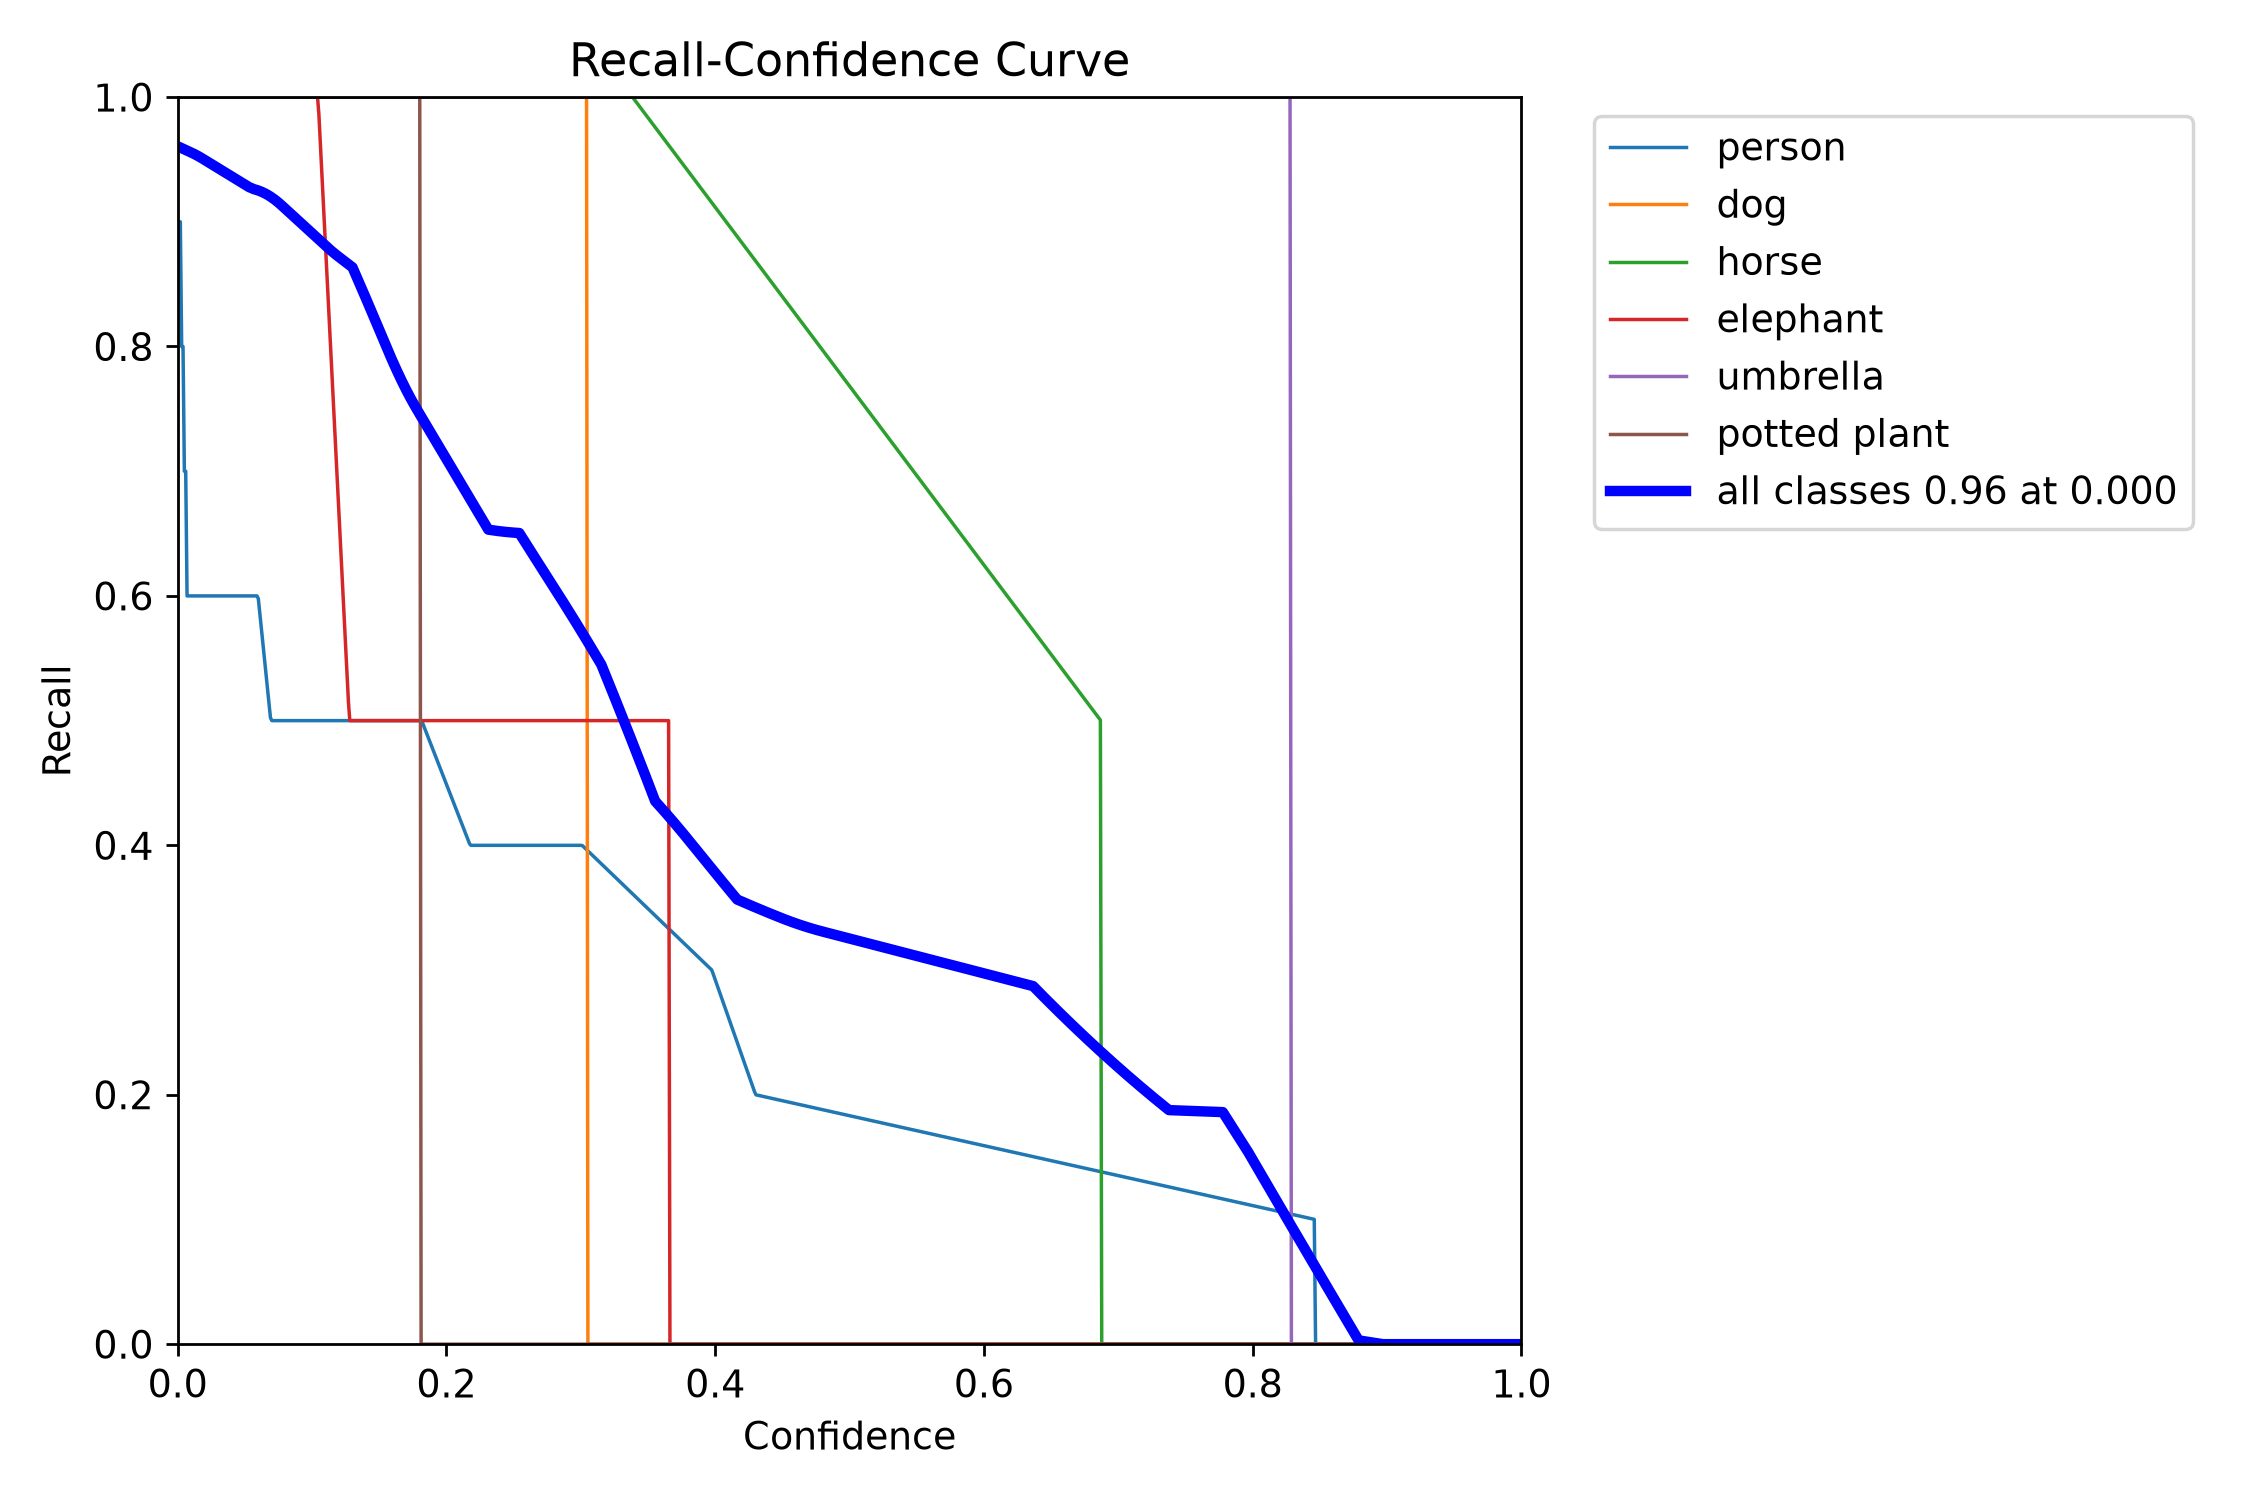 Recall-Confidence Curve
1.0
0.8
0.6
0.4
0.2
0.0
Recall
0.0 0.2 0.4 0.6 0.8 1.0
Confidence
person
dog
horse
elephant
umbrella
potted plant
all classes 0.96 at 0.000